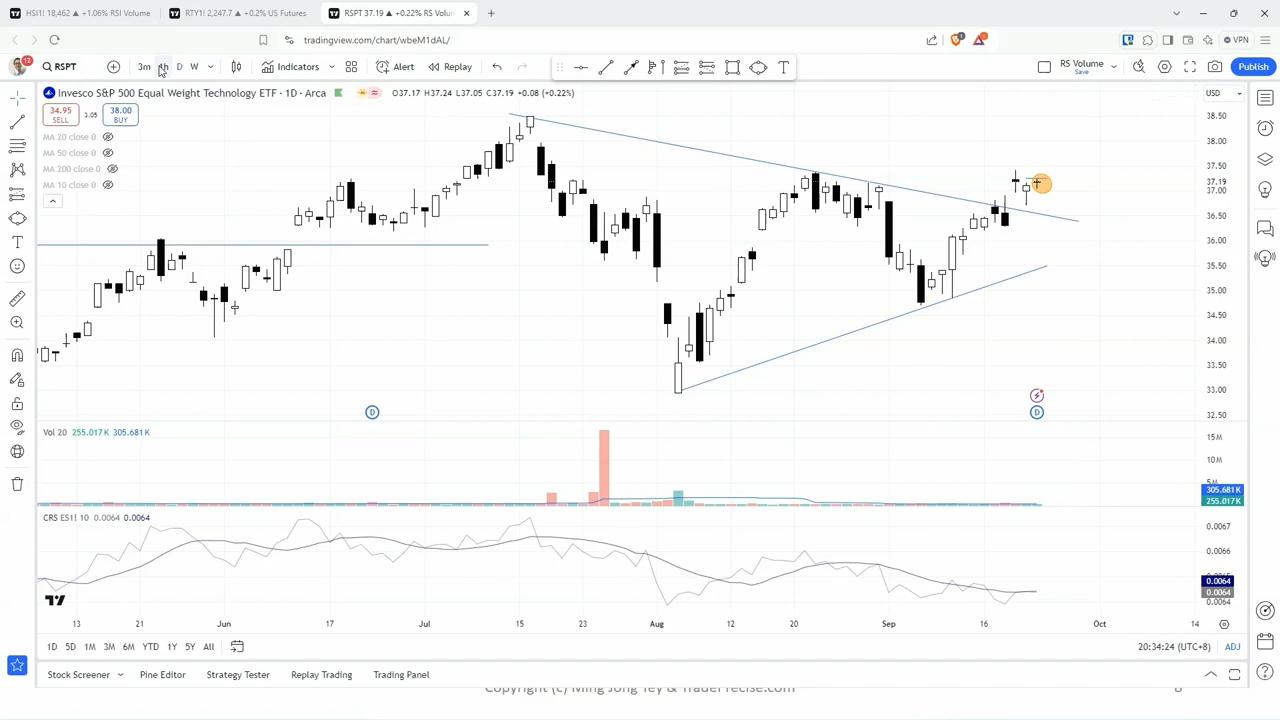 HSI1! 18,462 ▲ +1.06% RSI Volume
RTY1! 2,247.7 ▲ +0.2% US Futures
RSPT 37.19 ▲ +0.22% RS Volu
tradingview.com/chart/wbeM1dAL/
VPN
12
RSPT
3m
4h
D
W
Indicators
Alert
Replay
RS Volume
Save
Publish
Invesco S&P 500 Equal Weight Technology ETF · 1D · Arca
O37.17 H37.24 L37.05 C37.19 +0.08 (+0.22%)
USD
34.95
SELL
3.05
38.00
BUY
MA 20 close 0
MA 50 close 0
MA 200 close 0
MA 10 close 0
38.50
38.00
37.50
37.19
37.00
36.50
36.00
35.50
35.00
34.50
34.00
33.50
33.00
32.50
D
D
Vol 20 255.017K 305.681K
15M
10M
305.681K
255.017K
CRS ES1! 10 0.0064 0.0064
0.0067
0.0066
0.0064
0.0064
0.0064
13 21 Jun 17 Jul 15 23 Aug 12 20 Sep 16 Oct 14
1D 5D 1M 3M 6M YTD 1Y 5Y All
20:34:24 (UTC+8) ADJ
Stock Screener
Pine Editor
Strategy Tester
Replay Trading
Trading Panel
Copyright (c) Ming Jong Tey & TradePrecise.com
8